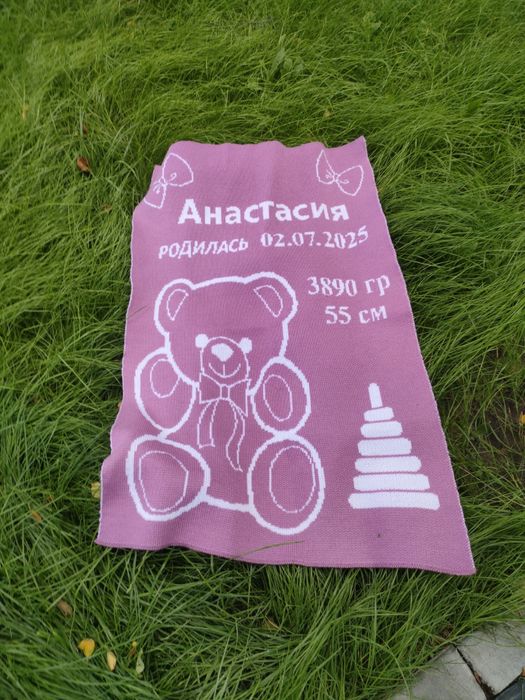 Анастасия
родилась 02.07.2025
3890 гр
55 см